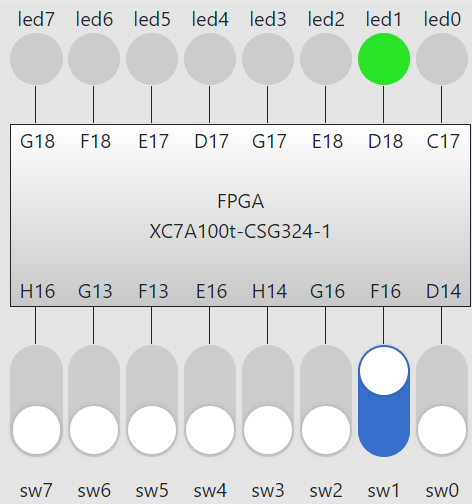 led7 led6 led5 led4 led3 led2 led1 led0
G18 F18 E17 D17 G17 E18 D18 C17
FPGA
XC7A100t-CSG324-1
H16 G13 F13 E16 H14 G16 F16 D14
sw7 sw6 sw5 sw4 sw3 sw2 sw1 sw0